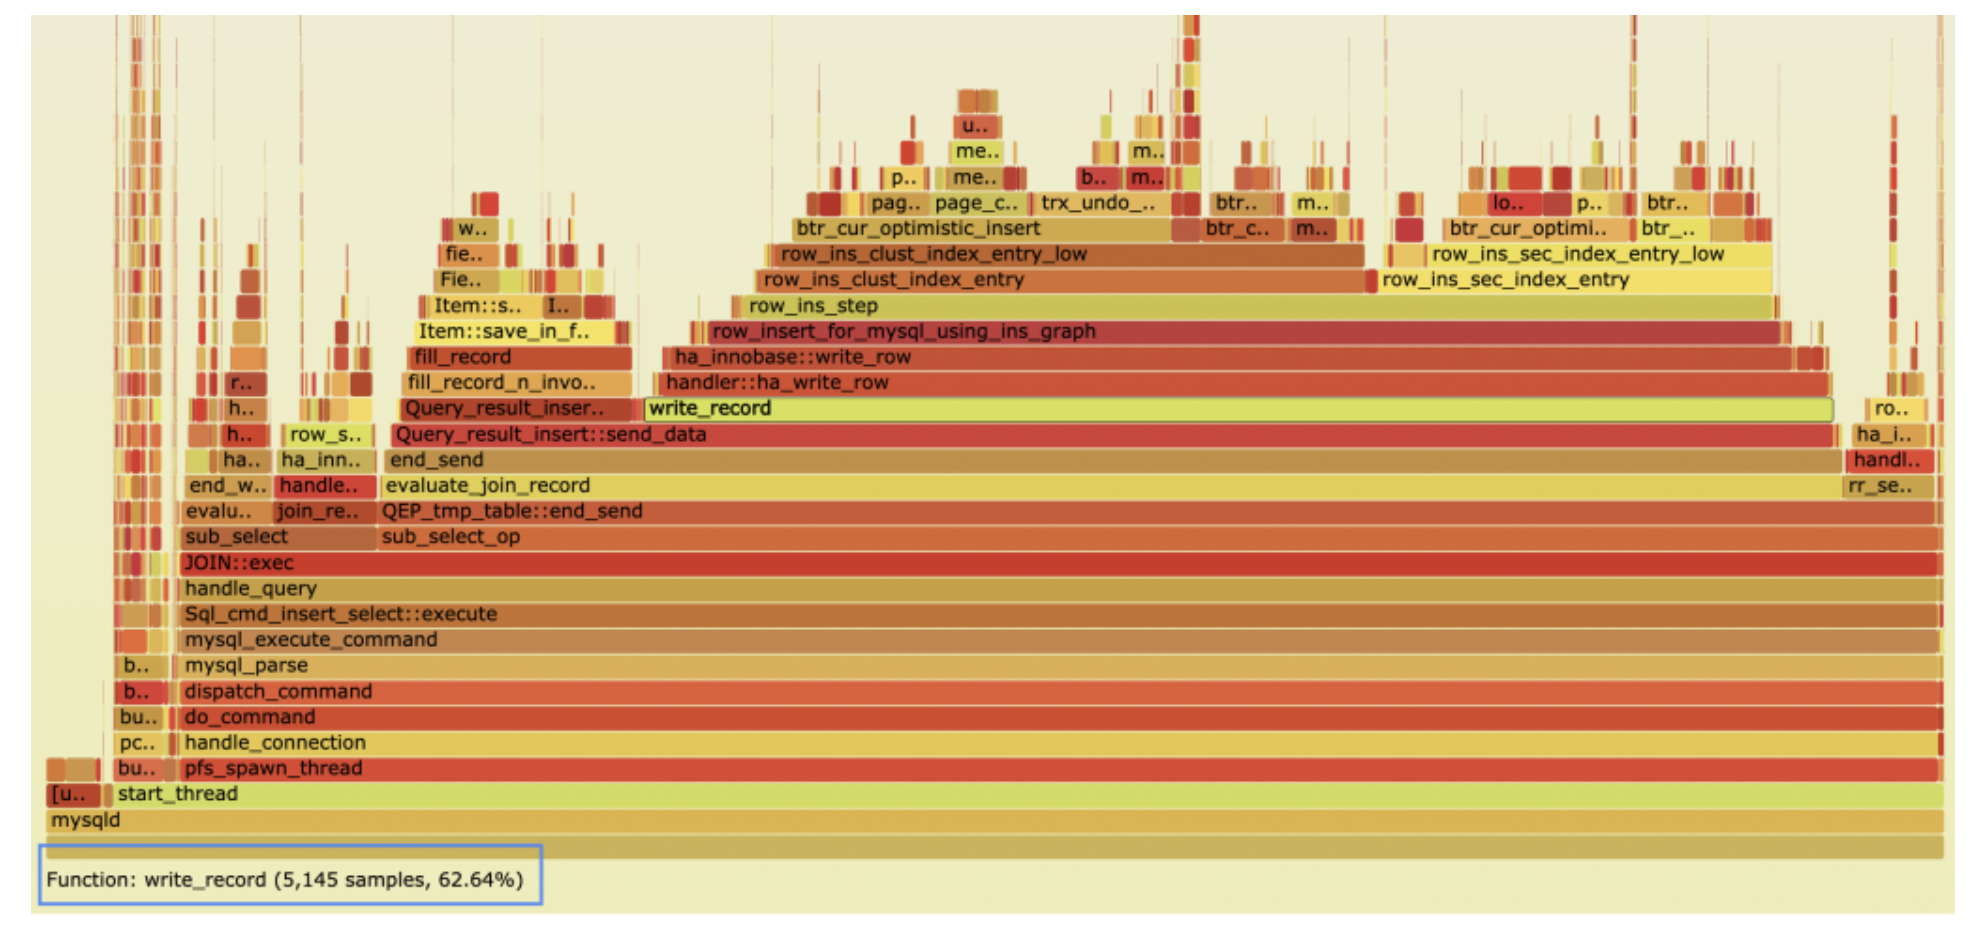 u..
me.. m..
p.. me.. b.. m..
pag.. page_c.. trx_undo_.. btr.. m.. lo.. p.. btr..
w.. btr_cur_optimistic_insert btr_c.. m.. btr_cur_optimi.. btr_..
fie.. row_ins_clust_index_entry_low row_ins_sec_index_entry_low
Fie.. row_ins_clust_index_entry row_ins_sec_index_entry
Item::s.. I.. row_ins_step
Item::save_in_f.. row_insert_for_mysql_using_ins_graph
fill_record ha_innobase::write_row
r.. fill_record_n_invo.. handler::ha_write_row
h.. Query_result_inser.. write_record ro..
h.. row_s.. Query_result_insert::send_data ha_i..
ha.. ha_inn.. end_send handl..
end_w.. handle.. evaluate_join_record rr_se..
evalu.. join_re.. QEP_tmp_table::end_send
sub_select sub_select_op
JOIN::exec
handle_query
Sql_cmd_insert_select::execute
mysql_execute_command
b.. mysql_parse
b.. dispatch_command
bu.. do_command
pc.. handle_connection
bu.. pfs_spawn_thread
[u.. start_thread
mysqld
Function: write_record (5,145 samples, 62.64%)